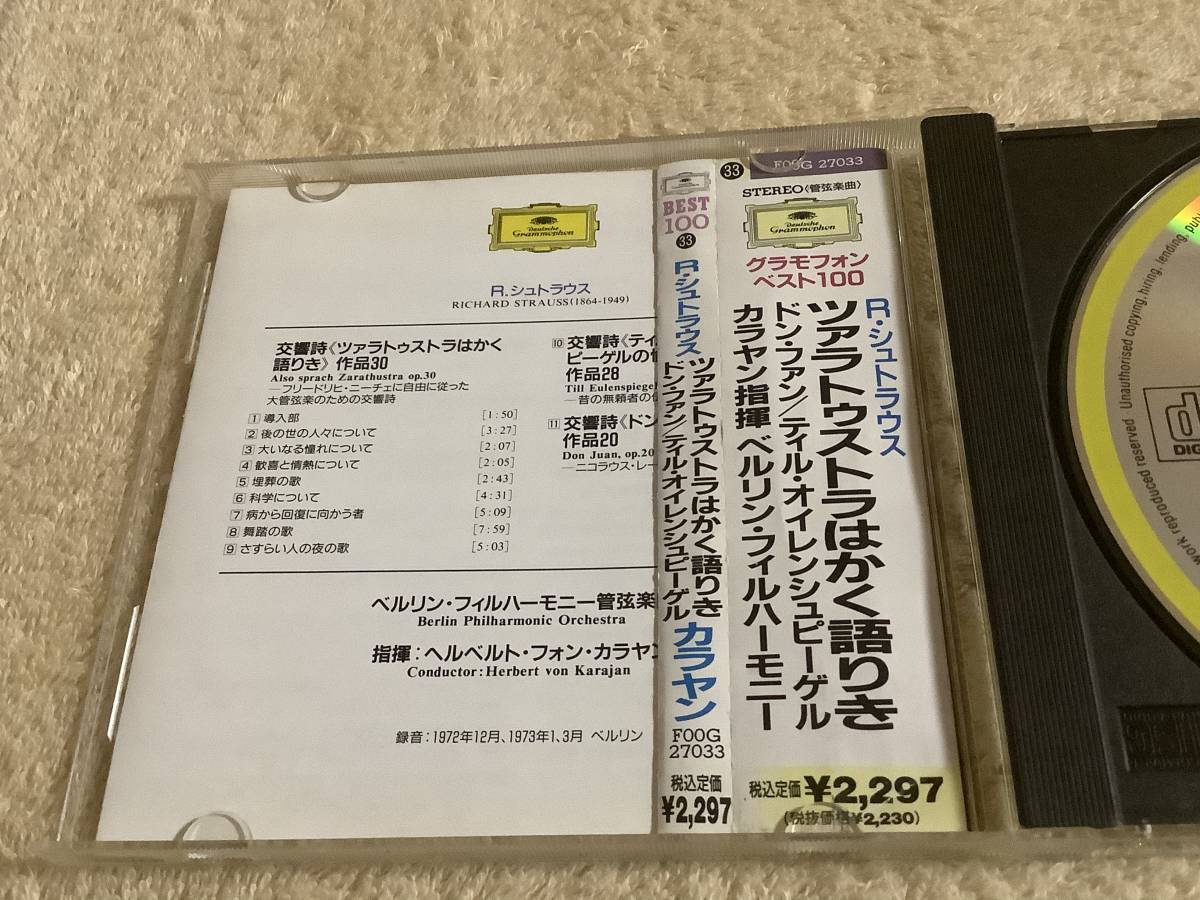 Deutsche
Grammophon
R.シュトラウス
RICHARD STRAUSS(1864-1949)
交響詩《ツァラトゥストラはかく
語りき》 作品30
Also sprach Zarathustra op.30
―フリードリヒ・ニーチェに自由に従った
大管弦楽のための交響詩
1 導入部 [1:50]
2 後の世の人々について [3:27]
3 大いなる憧れについて [2:07]
4 歓喜と情熱について [2:05]
5 埋葬の歌 [2:43]
6 科学について [4:31]
7 病から回復に向かう者 [5:09]
8 舞踏の歌 [7:59]
9 さすらい人の夜の歌 [5:03]
10 交響詩《ティ
ピーゲルの
作品28
Till Eulenspiegel
―昔の無頼者の
11 交響詩《ドン
作品20
Don Juan, op.20
―ニコラウス・レー
ベルリン・フィルハーモニー管弦楽
Berlin Philharmonic Orchestra
指揮:ヘルベルト・フォン・カラヤン
Conductor:Herbert von Karajan
録音:1972年12月、1973年1、3月 ベルリン
BEST
100
33
R・シュトラウス
ツァラトゥストラはかく語りき
ドン・ファン/ティル・オイレンシュピーゲル
カラヤン
FOOG
27033
税込定価
¥2,297
33
FOOG 27033
STEREO〈管弦楽曲〉
Deutsche
Grammophon
グラモフォン
ベスト100
R・シュトラウス
ツァラトゥストラはかく語りき
ドン・ファン/ティル・オイレンシュピーゲル
カラヤン指揮 ベルリン・フィルハーモニー
税込定価 ¥2,297
(税抜価格¥2,230)
work reproduced reserved Unauthorised copying, hiring, lending, pub
DIG